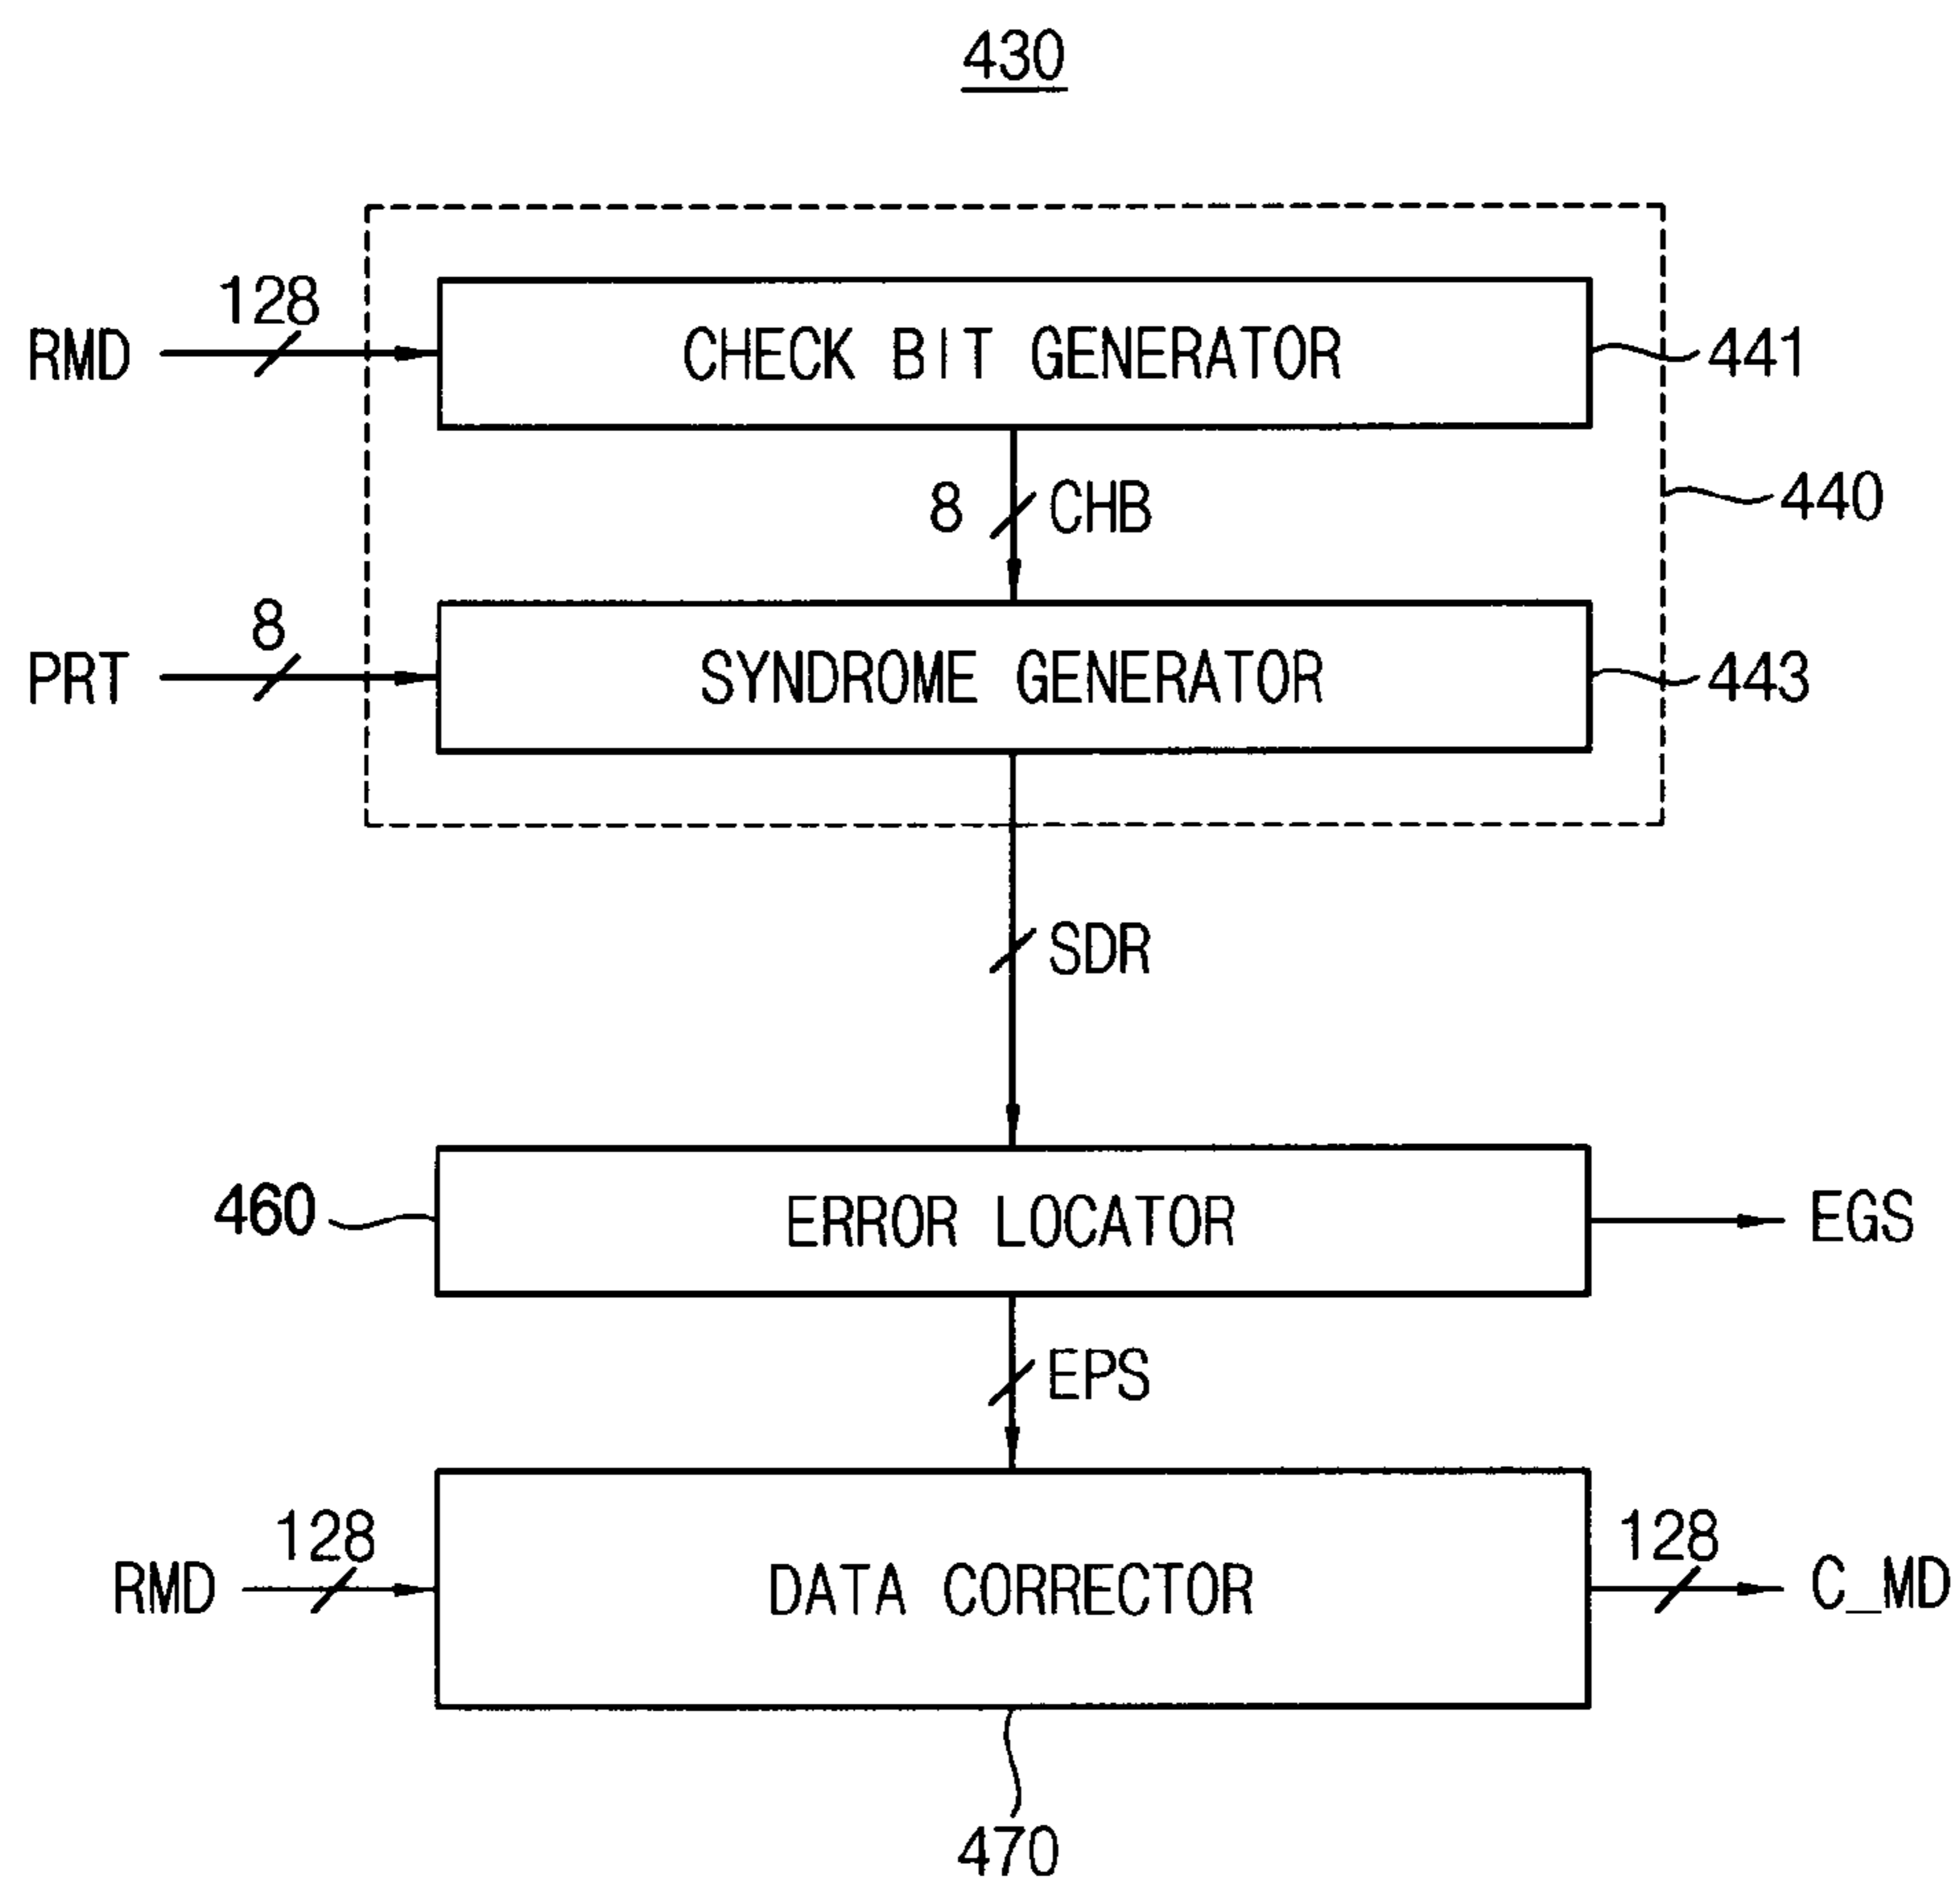 430
128
RMD
CHECK BIT GENERATOR
441
8
CHB
440
8
PRT
SYNDROME GENERATOR
443
SDR
460
ERROR LOCATOR
EGS
EPS
128
RMD
DATA CORRECTOR
128
C_MD
470